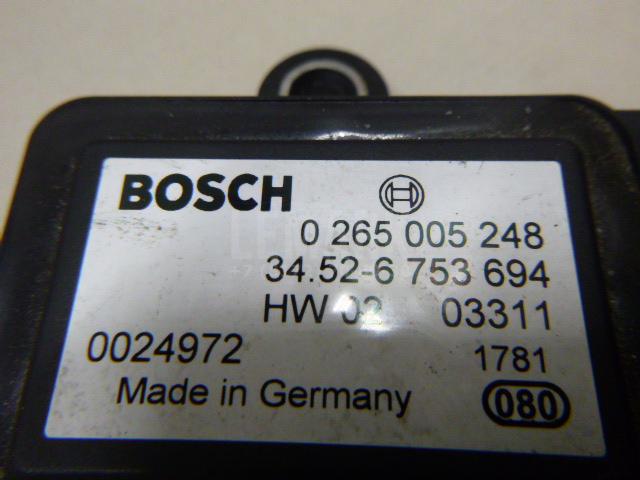 BOSCH
0 265 005 248
34.52-6 753 694
HW 02 03311
0024972 1781
Made in Germany 080